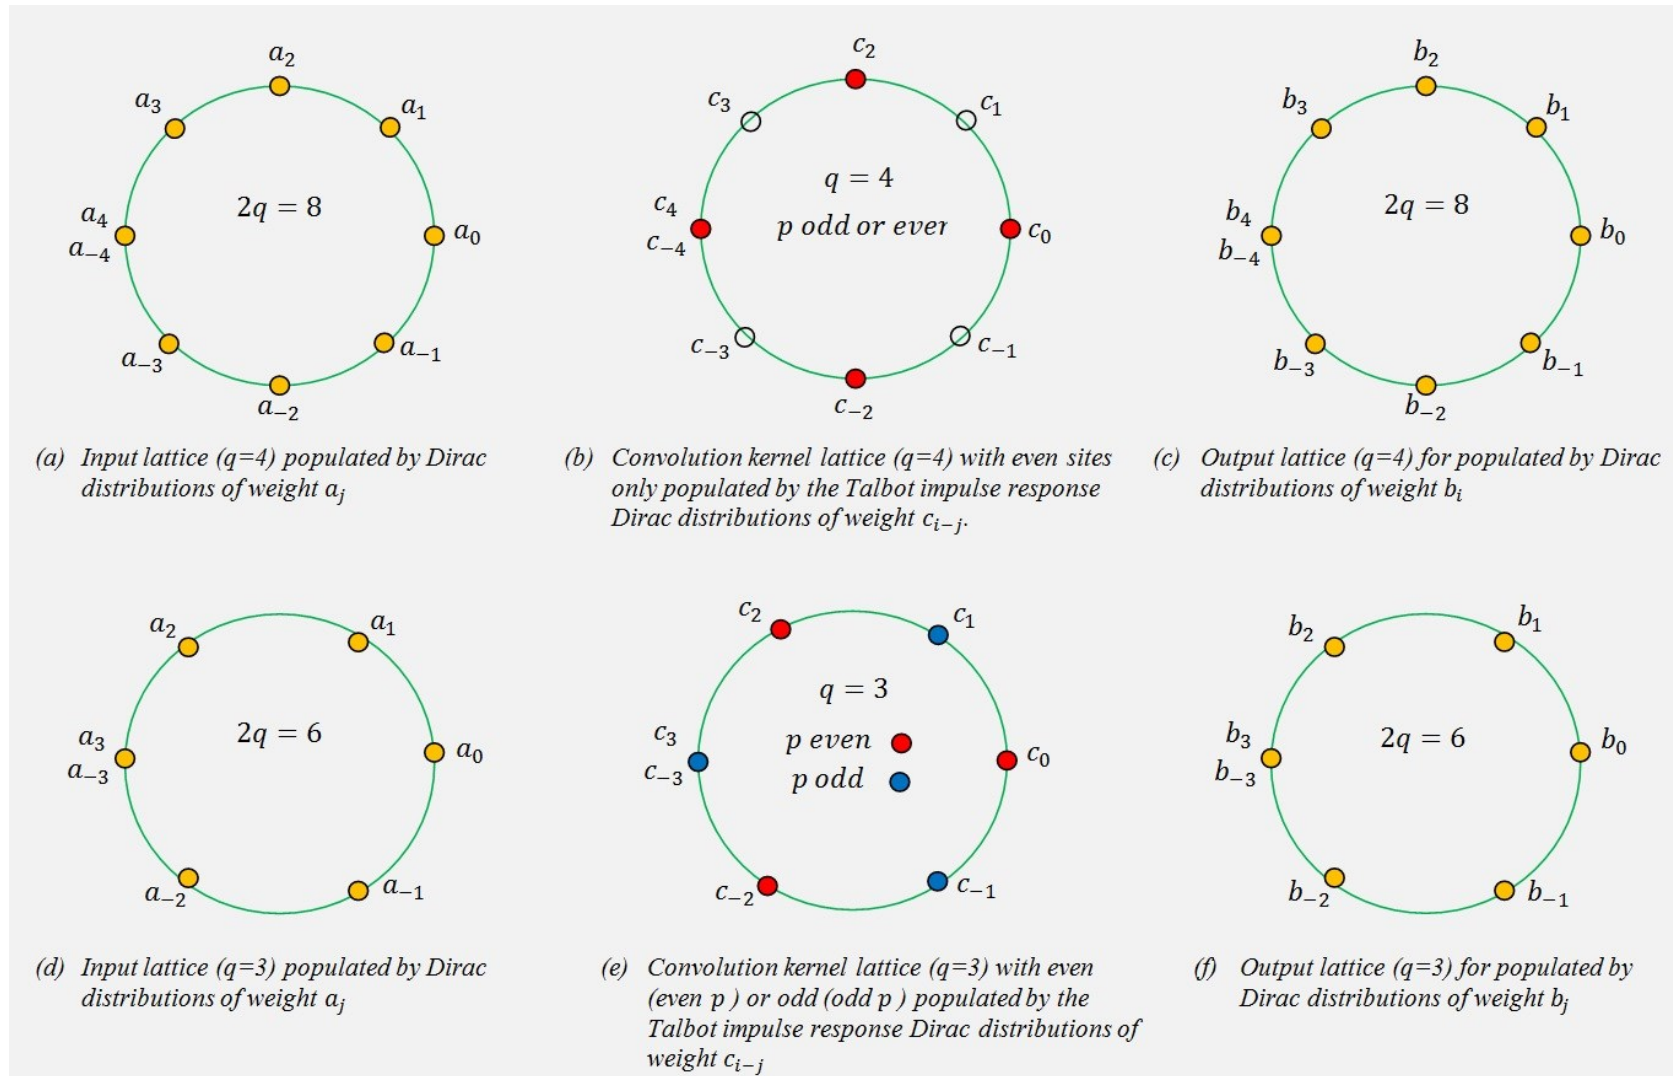 a₂
a₃ a₁
2q = 8
a₄ a₀
a₋₄
a₋₃ a₋₁
a₋₂
(a) Input lattice (q=4) populated by Dirac
distributions of weight aⱼ
c₂
c₃ c₁
q = 4
c₄ p odd or ever c₀
c₋₄
c₋₃ c₋₁
c₋₂
(b) Convolution kernel lattice (q=4) with even sites
only populated by the Talbot impulse response
Dirac distributions of weight cᵢ₋ⱼ.
b₂
b₃ b₁
2q = 8
b₄ b₀
b₋₄
b₋₃ b₋₁
b₋₂
(c) Output lattice (q=4) for populated by Dirac
distributions of weight bᵢ
a₂ a₁
2q = 6
a₃ a₀
a₋₃
a₋₂ a₋₁
(d) Input lattice (q=3) populated by Dirac
distributions of weight aⱼ
c₂ c₁
q = 3
c₃ p even c₀
c₋₃ p odd
c₋₂ c₋₁
(e) Convolution kernel lattice (q=3) with even
(even p ) or odd (odd p ) populated by the
Talbot impulse response Dirac distributions of
weight cᵢ₋ⱼ
b₂ b₁
2q = 6
b₃ b₀
b₋₃
b₋₂ b₋₁
(f) Output lattice (q=3) for populated by
Dirac distributions of weight bⱼ